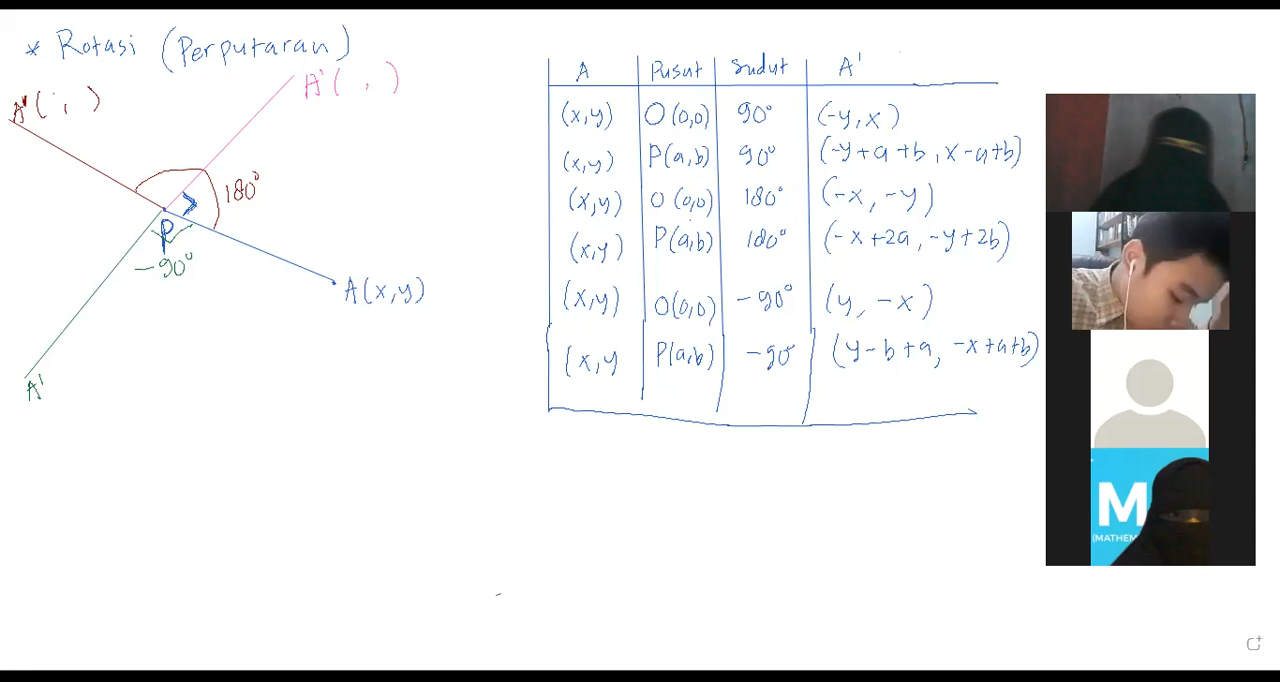 * Rotasi (Perputaran)
A'( , )
A"( , )
180°
P
-90°
A(x,y)
A'
A Pusat Sudut A'
(x,y) O(0,0) 90° (-y,x)
(x,y) P(a,b) 90° (-y+a+b, x-a+b)
(x,y) O(0,0) 180° (-x, -y)
(x,y) P(a,b) 180° (-x+2a, -y+2b)
(x,y) O(0,0) -90° (y, -x)
(x,y P(a,b) -90° (y-b+a, -x+a+b)
M
(MATHEM